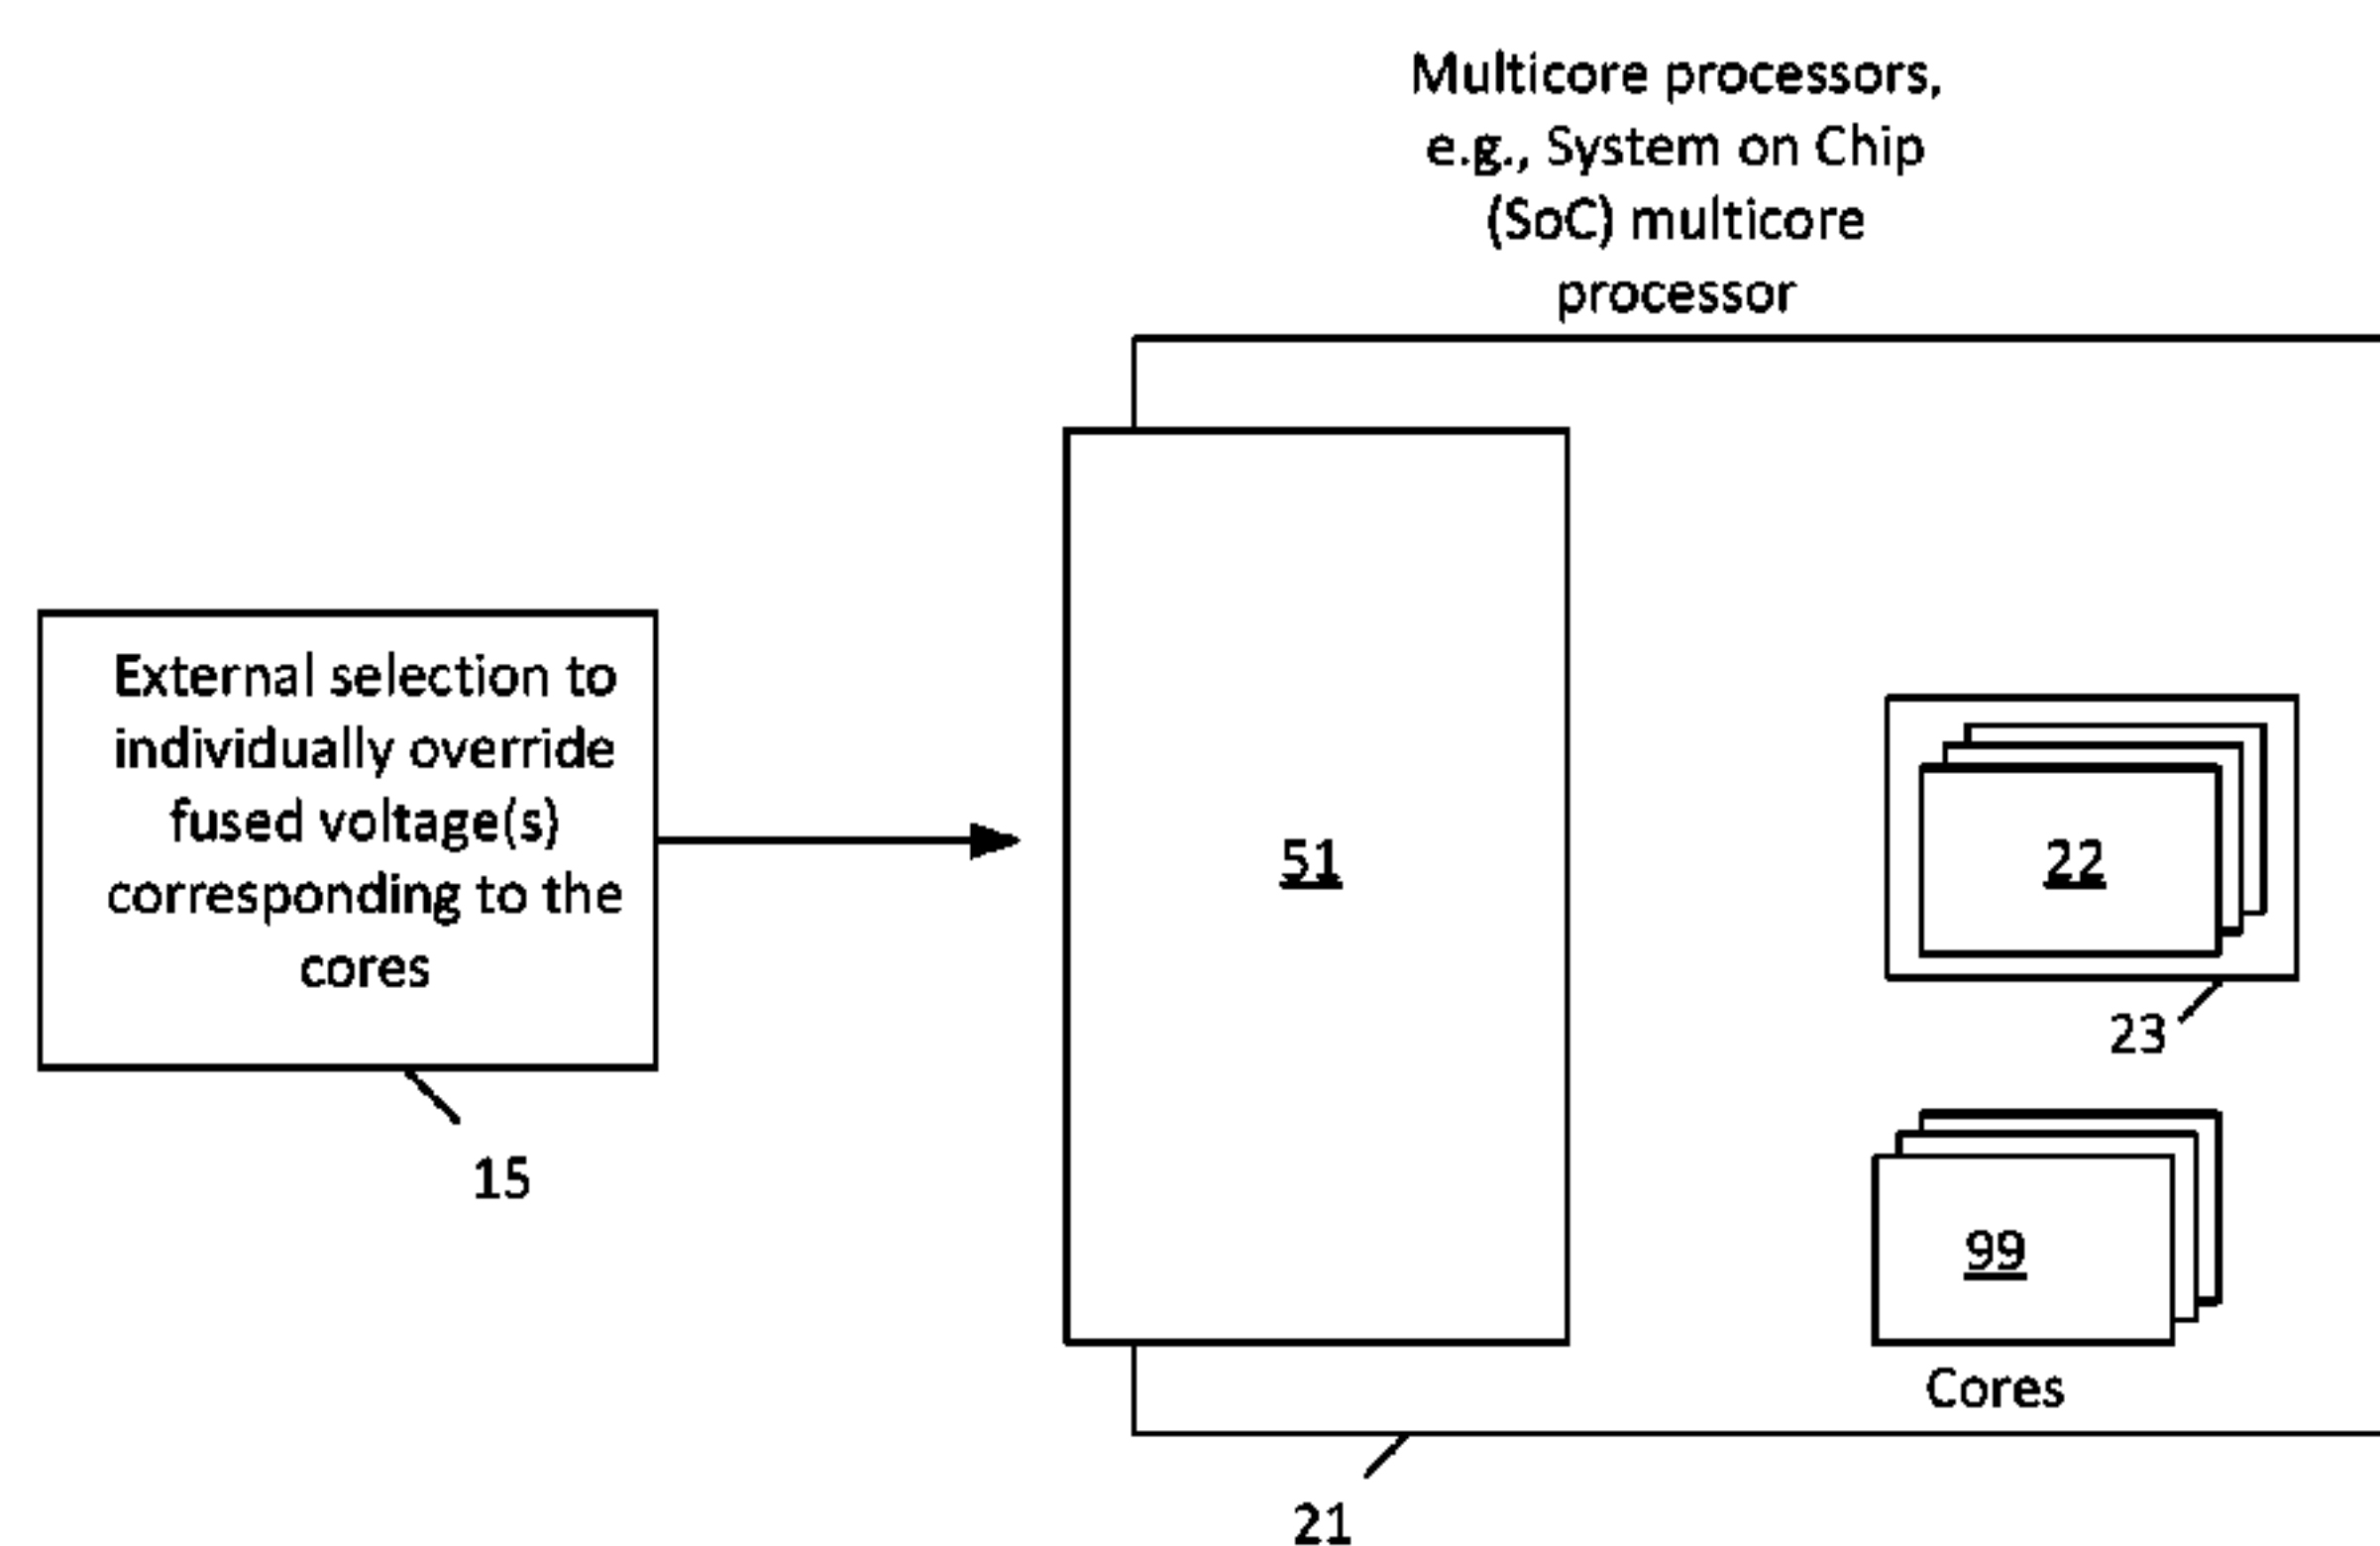 Multicore processors,
e.g., System on Chip
(SoC) multicore
processor
External selection to
individually override
fused voltage(s)
corresponding to the
cores
51
22
23
15
99
Cores
21